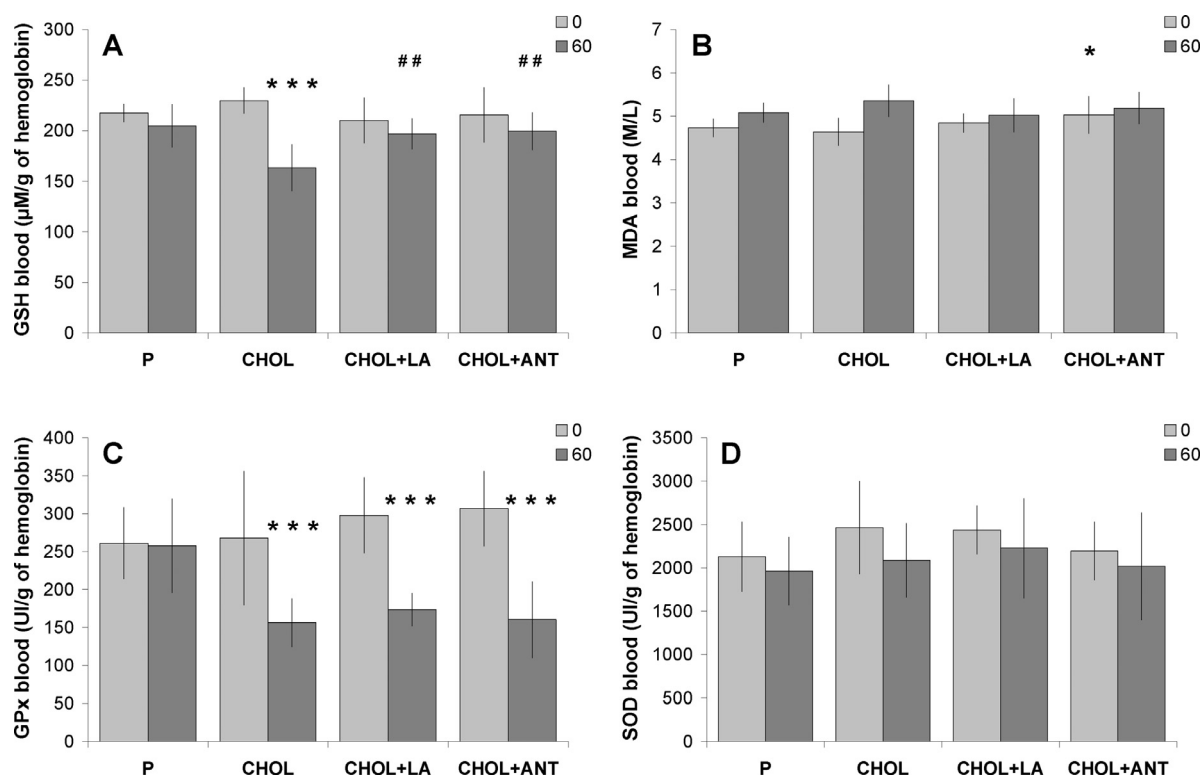 A
0
60
300
250
200
150
100
50
0
GSH blood (µM/g of hemoglobin)
* * *
# #
# #
P CHOL CHOL+LA CHOL+ANT
B
0
60
7
6
5
4
3
2
1
0
MDA blood (M/L)
*
P CHOL CHOL+LA CHOL+ANT
C
0
60
400
350
300
250
200
150
100
50
0
GPx blood (UI/g of hemoglobin)
* * *
* * *
* * *
P CHOL CHOL+LA CHOL+ANT
D
0
60
3500
3000
2500
2000
1500
1000
500
0
SOD blood (UI/g of hemoglobin)
P CHOL CHOL+LA CHOL+ANT